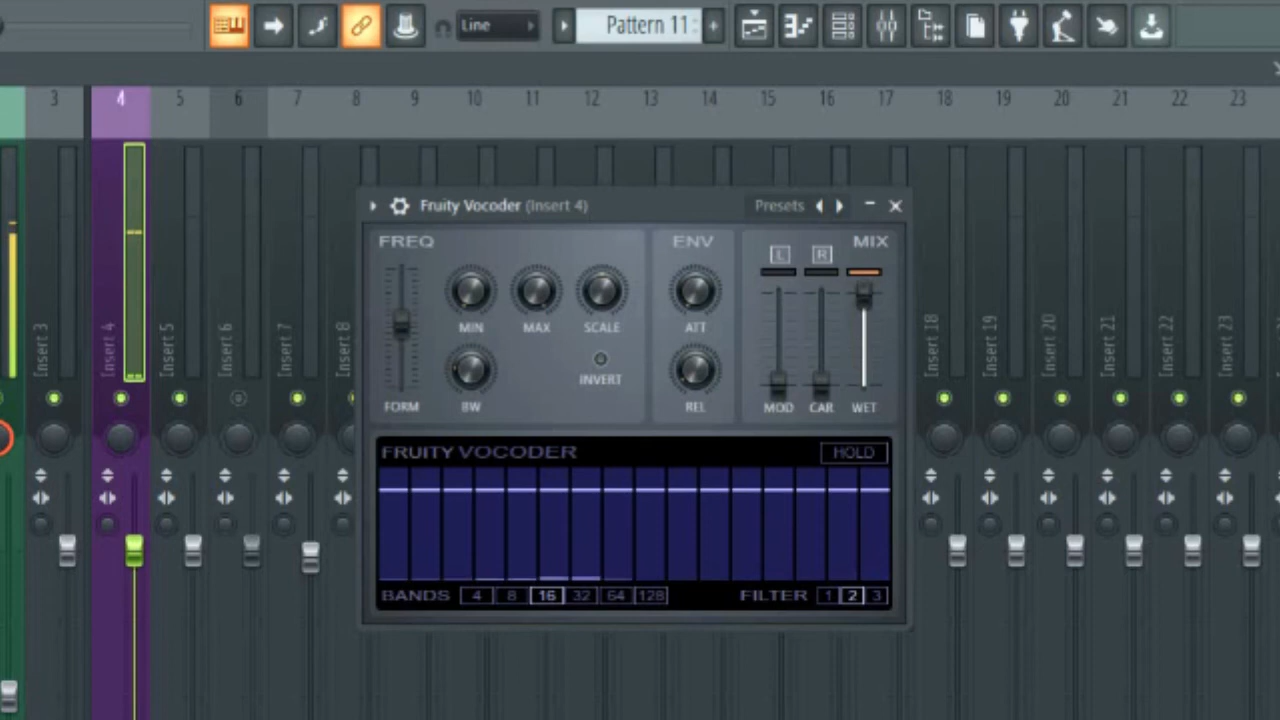 Line
Pattern 11
+
3 4 5 6 7 8 9 10 11 12 13 14 15 16 17 18 19 20 21 22 23
Fruity Vocoder (Insert 4) Presets
FREQ ENV MIX
L R
MIN MAX SCALE ATT
INVERT
FORM BW REL MOD CAR WET
FRUITY VOCODER HOLD
BANDS 4 8 16 32 64 128 FILTER 1 2 3
Insert 3
Insert 4
Insert 5
Insert 6
Insert 7
8
Insert 18
Insert 19
Insert 20
Insert 21
Insert 22
Insert 23